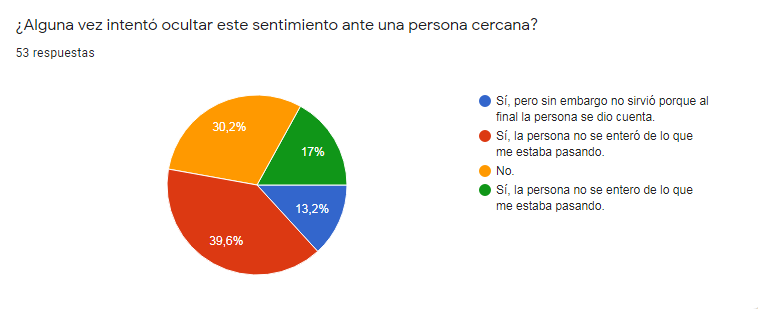 ¿Alguna vez intentó ocultar este sentimiento ante una persona cercana?
53 respuestas
Sí, pero sin embargo no sirvió porque al
final la persona se dio cuenta.
Sí, la persona no se enteró de lo que
me estaba pasando.
No.
Sí, la persona no se entero de lo que
me estaba pasando.
30,2%
17%
13,2%
39,6%